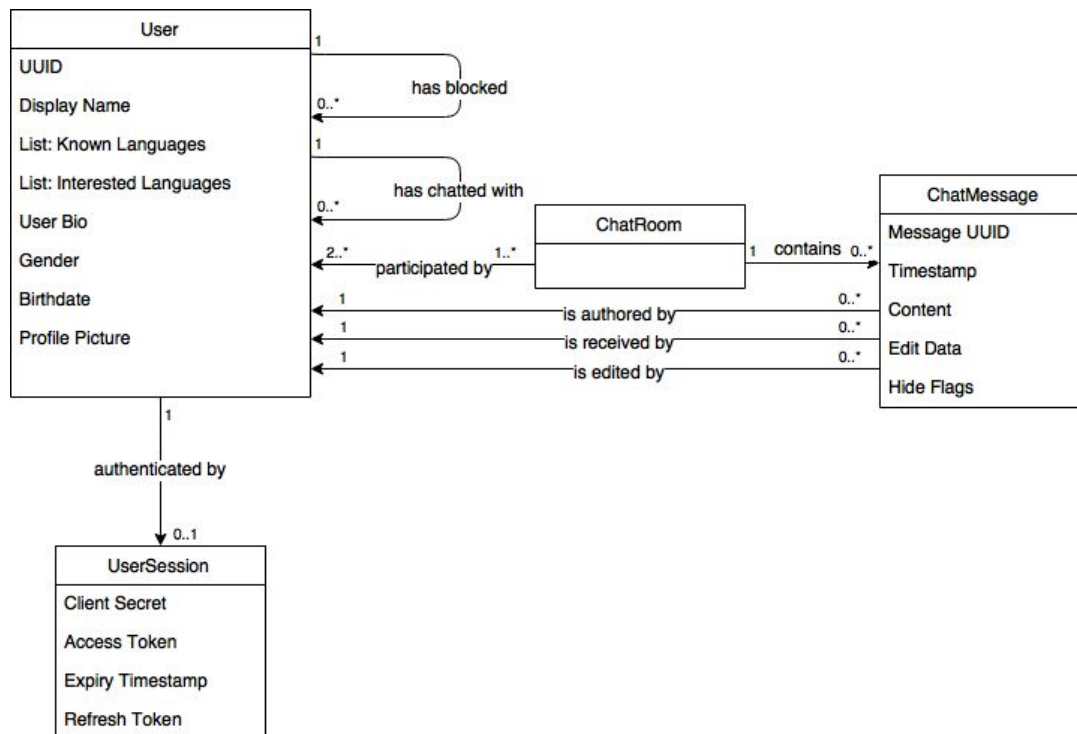 User
UUID
Display Name
List: Known Languages
List: Interested Languages
User Bio
Gender
Birthdate
Profile Picture
1
has blocked
0..*
1
has chatted with
0..*
2..*
participated by
1..*
ChatRoom
1
contains
0..*
ChatMessage
Message UUID
Timestamp
Content
Edit Data
Hide Flags
1
is authored by
0..*
1
is received by
0..*
1
is edited by
0..*
1
authenticated by
0..1
UserSession
Client Secret
Access Token
Expiry Timestamp
Refresh Token